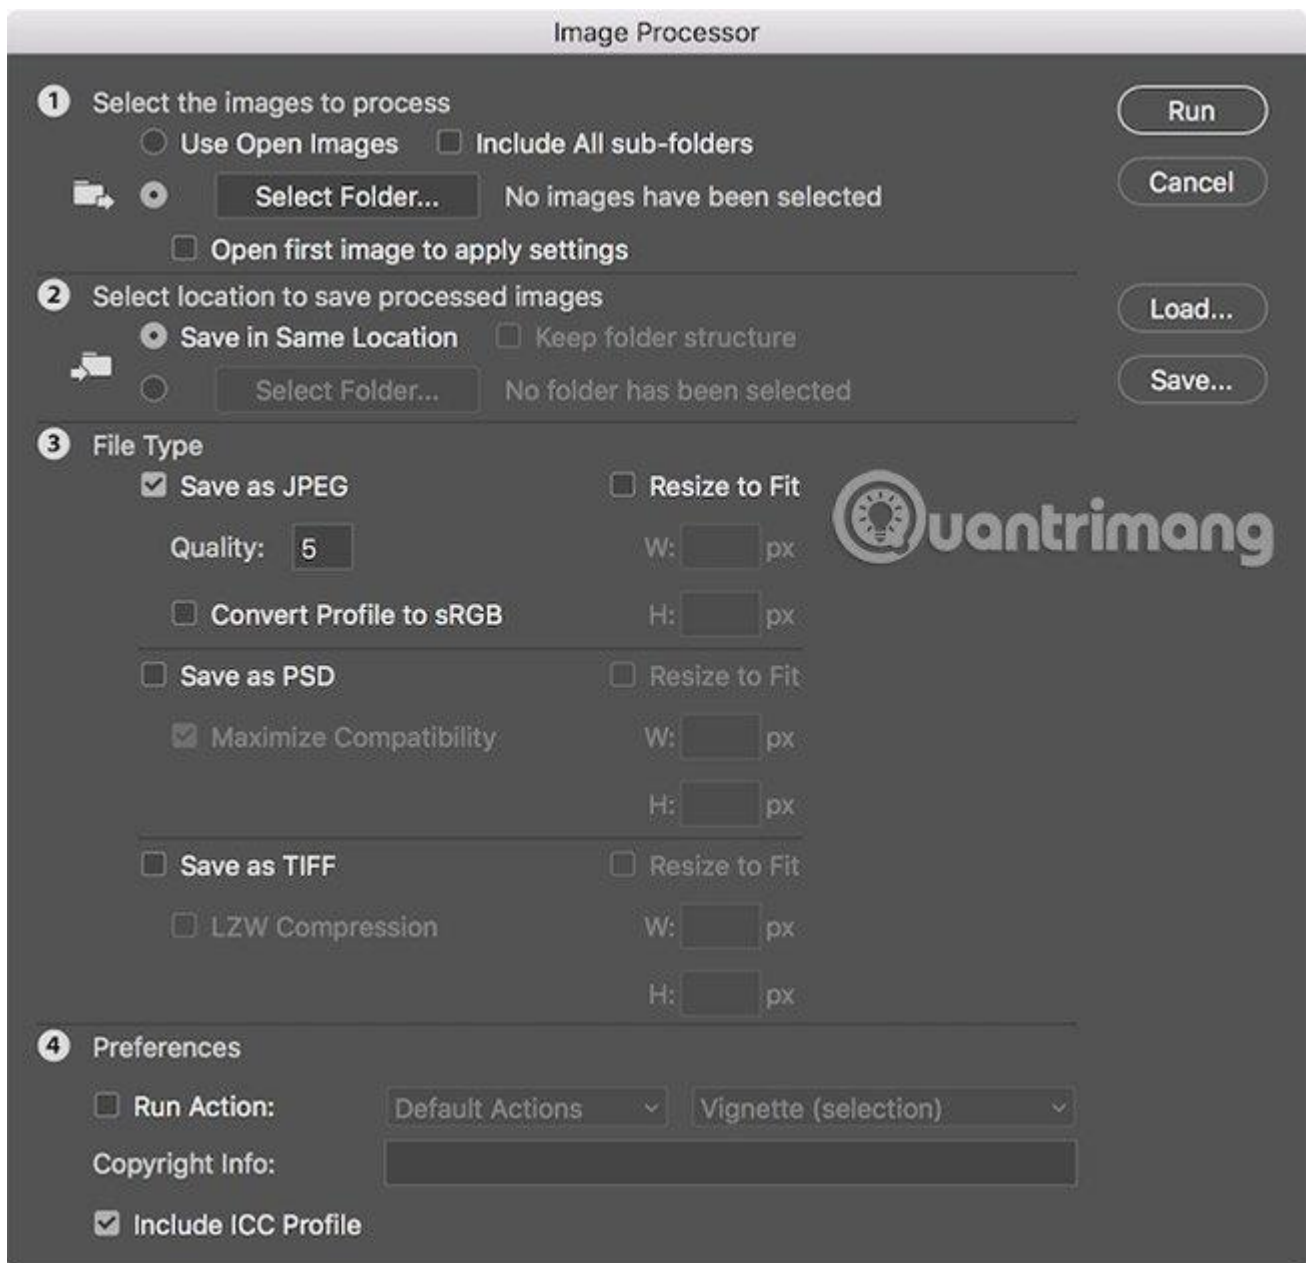 Image Processor
1 Select the images to process
Use Open Images Include All sub-folders
Select Folder... No images have been selected
Open first image to apply settings
Run
Cancel
2 Select location to save processed images
Save in Same Location Keep folder structure
Select Folder... No folder has been selected
Load...
Save...
3 File Type
Save as JPEG Resize to Fit
Quality: 5 W: px
Convert Profile to sRGB H: px
Quantrimang
Save as PSD Resize to Fit
Maximize Compatibility W: px
H: px
Save as TIFF Resize to Fit
LZW Compression W: px
H: px
4 Preferences
Run Action: Default Actions Vignette (selection)
Copyright Info:
Include ICC Profile